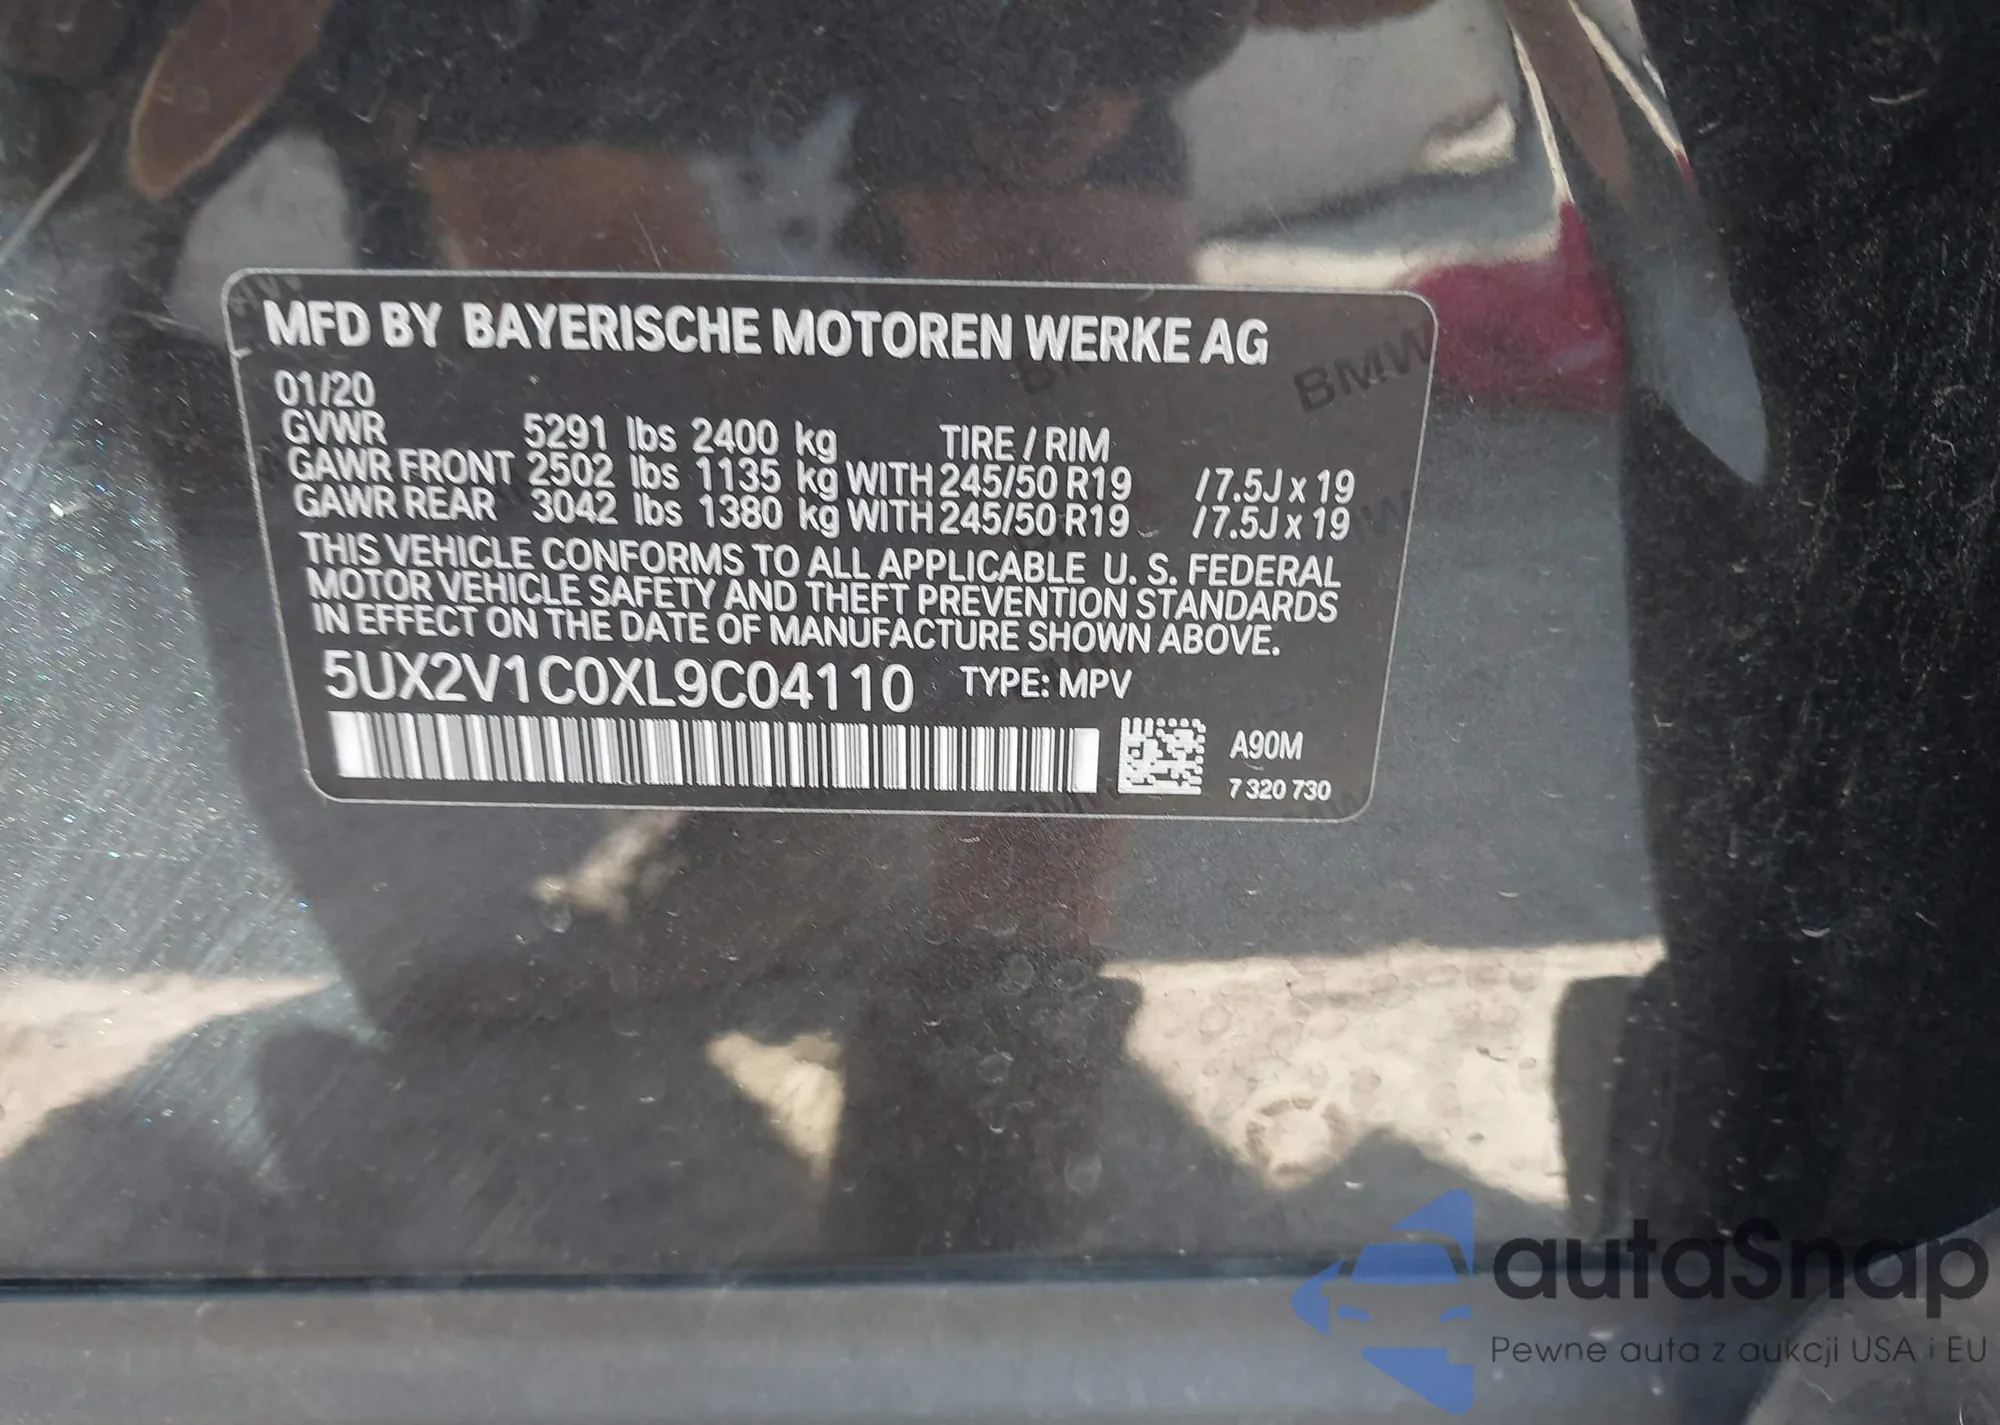 MFD BY BAYERISCHE MOTOREN WERKE AG
01/20
GVWR 5291 lbs 2400 kg TIRE / RIM
GAWR FRONT 2502 lbs 1135 kg WITH 245/50 R19 / 7.5J x 19
GAWR REAR 3042 lbs 1380 kg WITH 245/50 R19 / 7.5J x 19
THIS VEHICLE CONFORMS TO ALL APPLICABLE U. S. FEDERAL
MOTOR VEHICLE SAFETY AND THEFT PREVENTION STANDARDS
IN EFFECT ON THE DATE OF MANUFACTURE SHOWN ABOVE.
5UX2V1C0XL9C04110 TYPE: MPV
A90M
7 320 730
BMW
autaSnap
Pewne auta z aukcji USA i EU